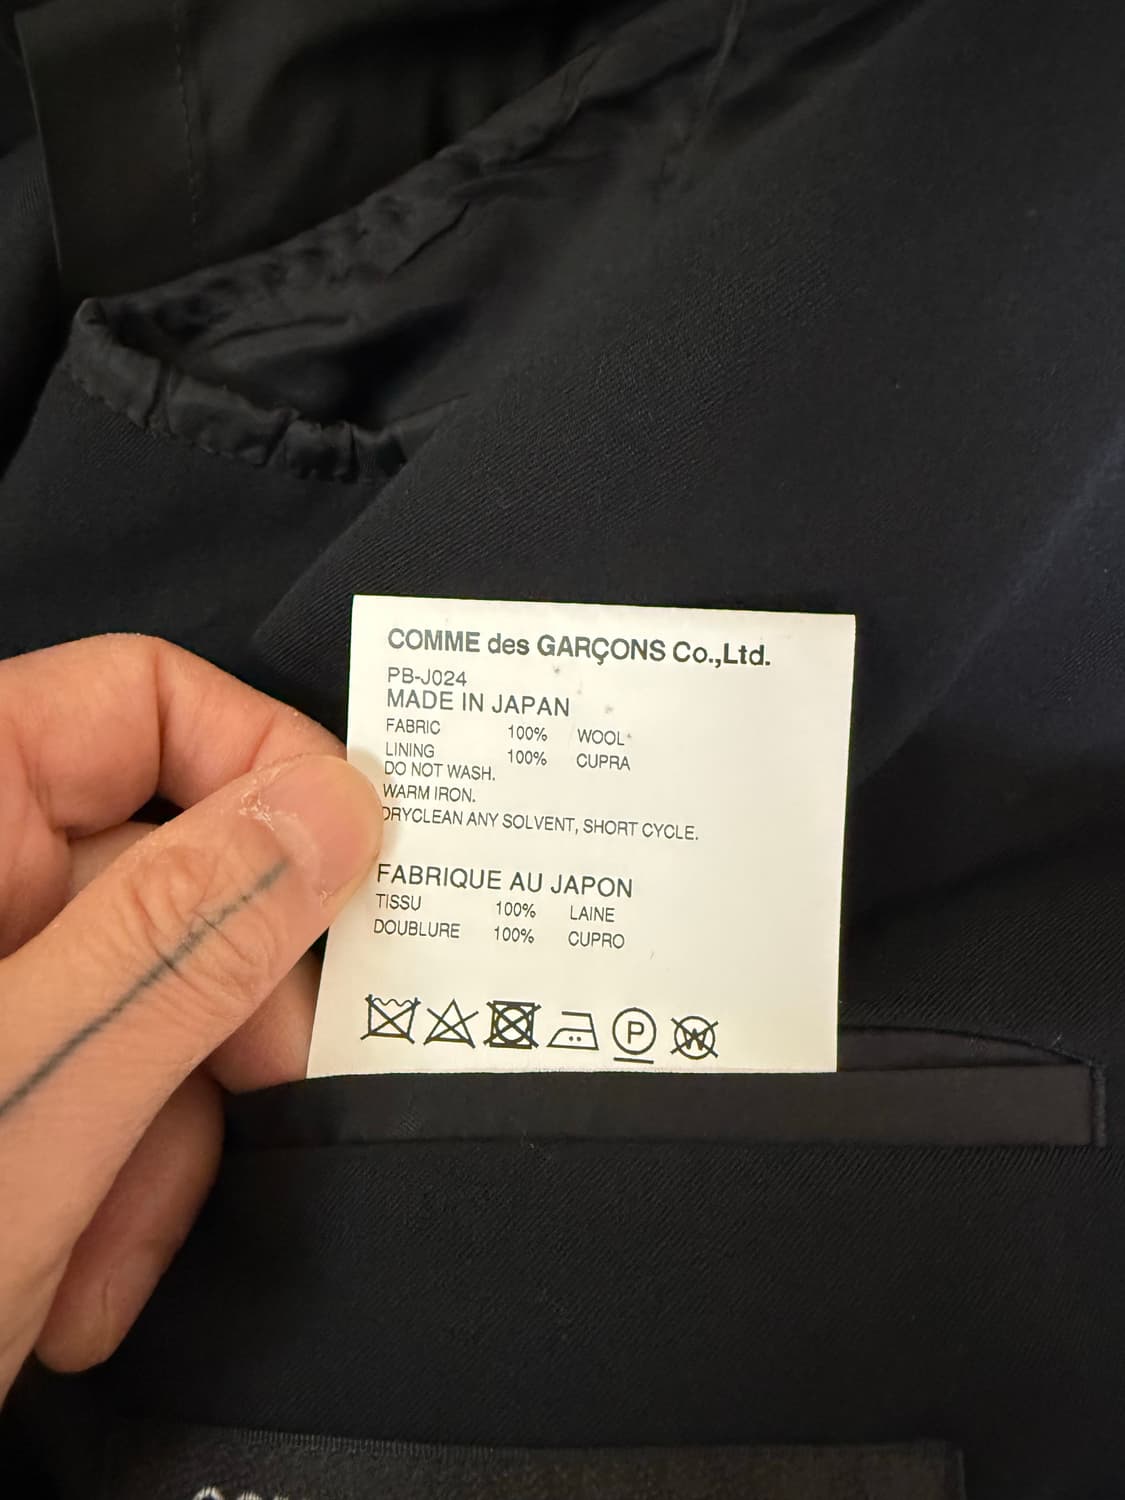 COMME des GARÇONS Co.,Ltd.
PB-J024
MADE IN JAPAN
FABRIC 100% WOOL
LINING 100% CUPRA
DO NOT WASH.
WARM IRON.
DRYCLEAN ANY SOLVENT, SHORT CYCLE.
FABRIQUE AU JAPON
TISSU 100% LAINE
DOUBLURE 100% CUPRO
P W